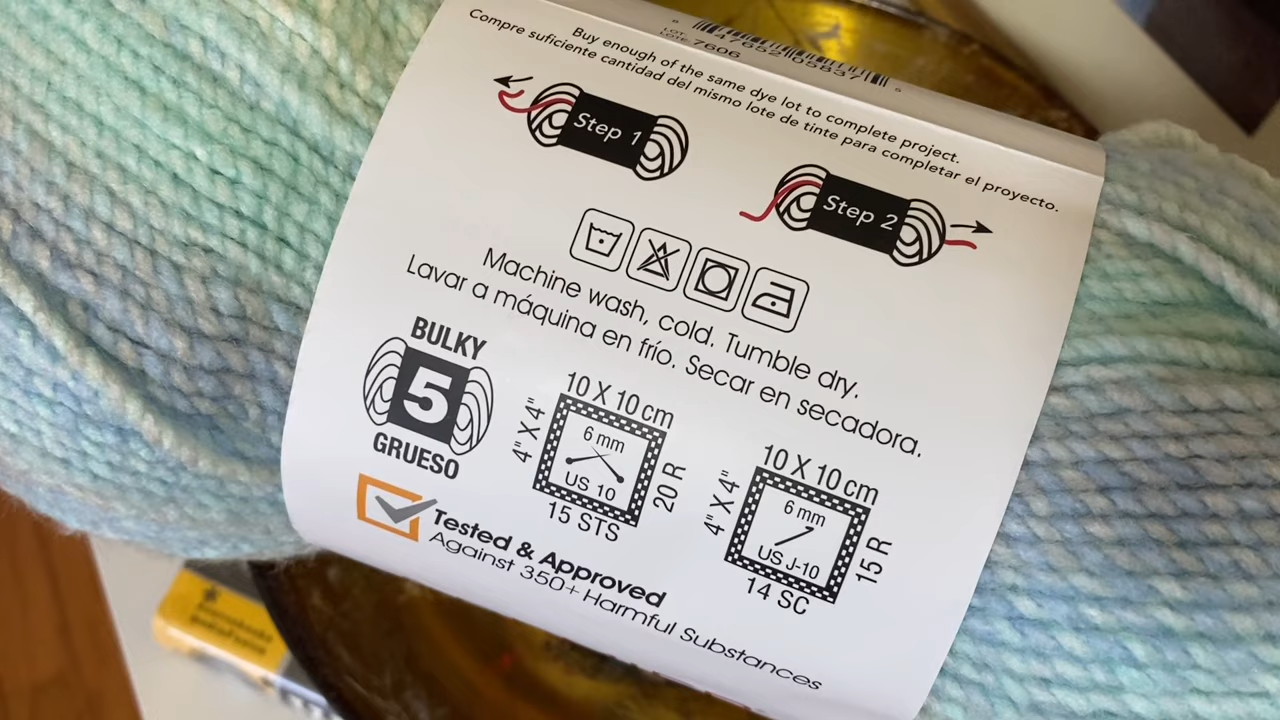 LOT:
LOTE: 7606
Buy enough of the same dye lot to complete project.
Compre suficiente cantidad del mismo lote de tinte para completar el proyecto.
Step 1
Step 2
Machine wash, cold. Tumble dry.
Lavar a máquina en frío. Secar en secadora.
BULKY
5
GRUESO
10 X 10 cm
4" X 4"
6 mm
US 10
20 R
15 STS
10 X 10 cm
4" X 4"
6 mm
US J-10
15 R
14 SC
Tested & Approved
Against 350+ Harmful Substances